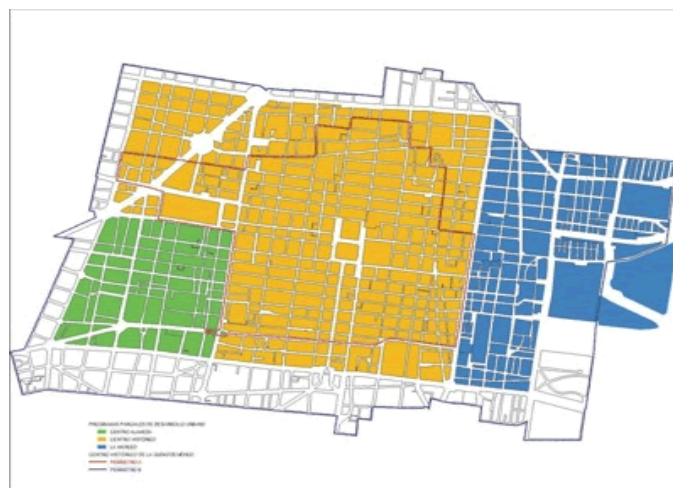 PROGRAMAS PARCIALES DE DESARROLLO URBANO
CENTRO ALAMEDA
CENTRO HISTÓRICO
LA MERCED
CENTRO HISTÓRICO DE LA CIUDAD DE MÉXICO
PERÍMETRO A
PERÍMETRO B